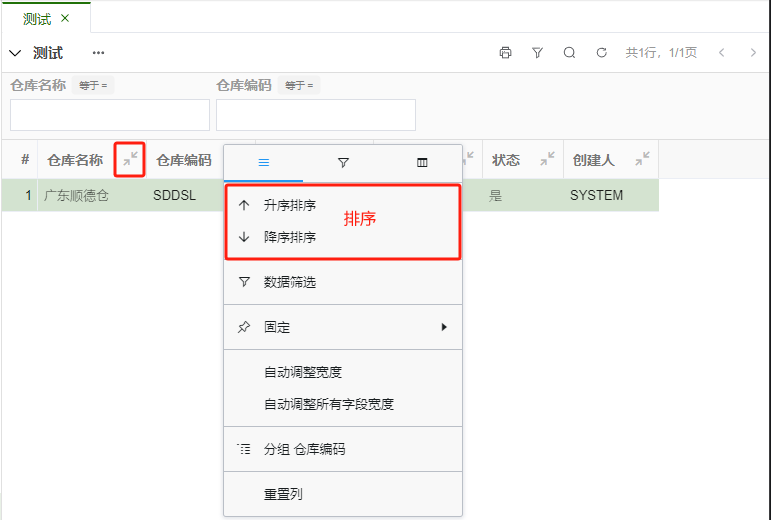 测试 ×
测试 ···
共1行，1/1页
仓库名称 等于 = 仓库编码 等于 =
# 仓库名称 仓库编码 状态 创建人
1 广东顺德仓 SDDSL 是 SYSTEM
升序排序
排序
降序排序
数据筛选
固定
自动调整宽度
自动调整所有字段宽度
分组 仓库编码
重置列